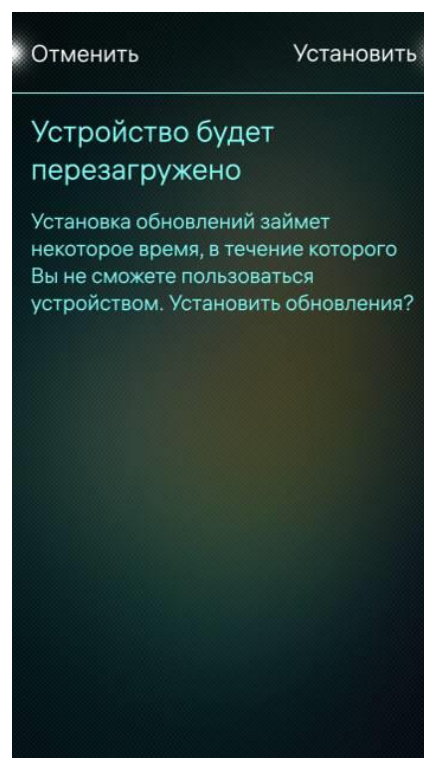 Отменить Установить
Устройство будет
перезагружено
Установка обновлений займет
некоторое время, в течение которого
Вы не сможете пользоваться
устройством. Установить обновления?